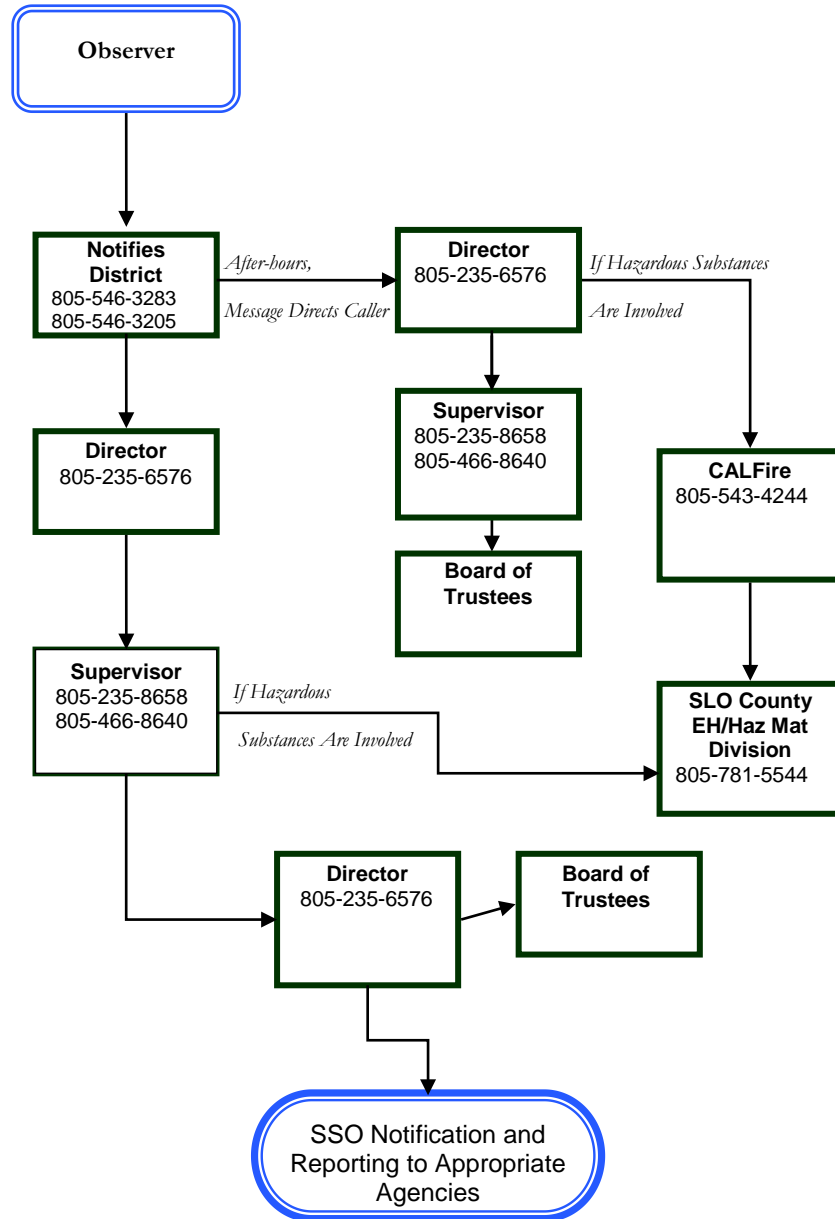 Observer
Notifies
District
805-546-3283
805-546-3205
After-hours,
Message Directs Caller
Director
805-235-6576
If Hazardous Substances
Are Involved
Director
805-235-6576
Supervisor
805-235-8658
805-466-8640
CALFire
805-543-4244
Board of
Trustees
Supervisor
805-235-8658
805-466-8640
If Hazardous
Substances Are Involved
SLO County
EH/Haz Mat
Division
805-781-5544
Director
805-235-6576
Board of
Trustees
SSO Notification and
Reporting to Appropriate
Agencies